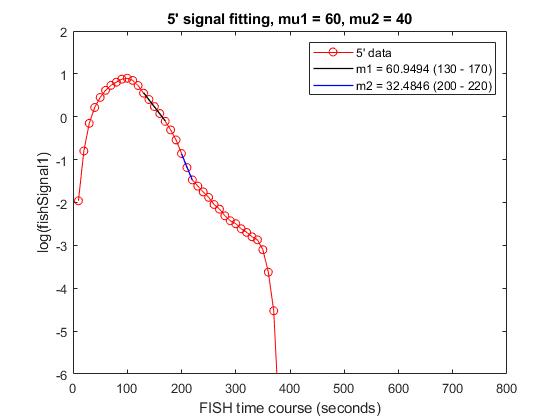 5' signal fitting, mu1 = 60, mu2 = 40
2
1
0
-1
-2
-3
-4
-5
-6
log(fishSignal1)
5' data
m1 = 60.9494 (130 - 170)
m2 = 32.4846 (200 - 220)
0 100 200 300 400 500 600 700 800
FISH time course (seconds)